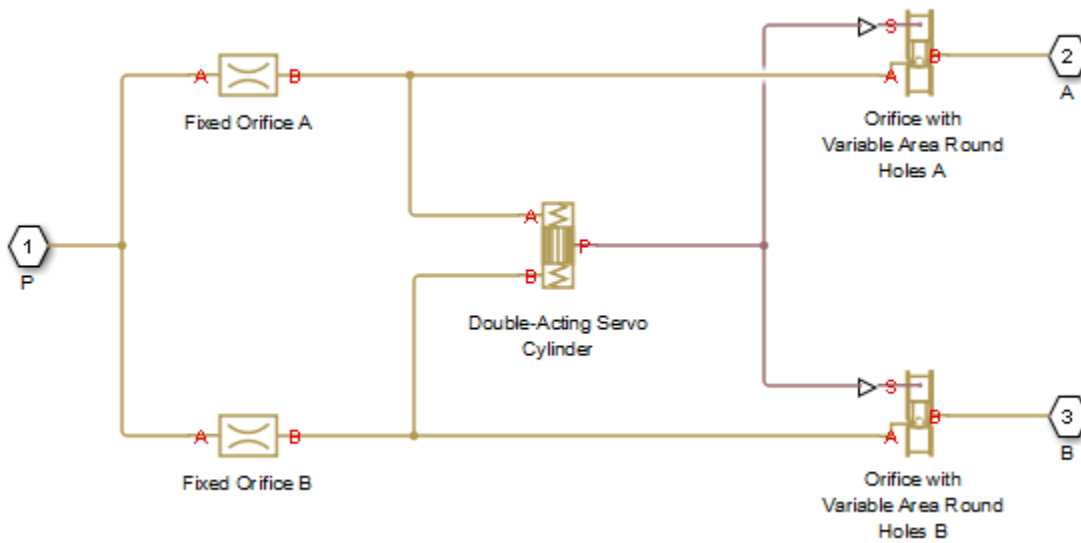 S
B
2
A
A
B
A
Fixed Orifice A
Orifice with
Variable Area Round
Holes A
A
P
B
1
P
Double-Acting Servo
Cylinder
S
B
3
B
A
B
A
Fixed Orifice B
Orifice with
Variable Area Round
Holes B